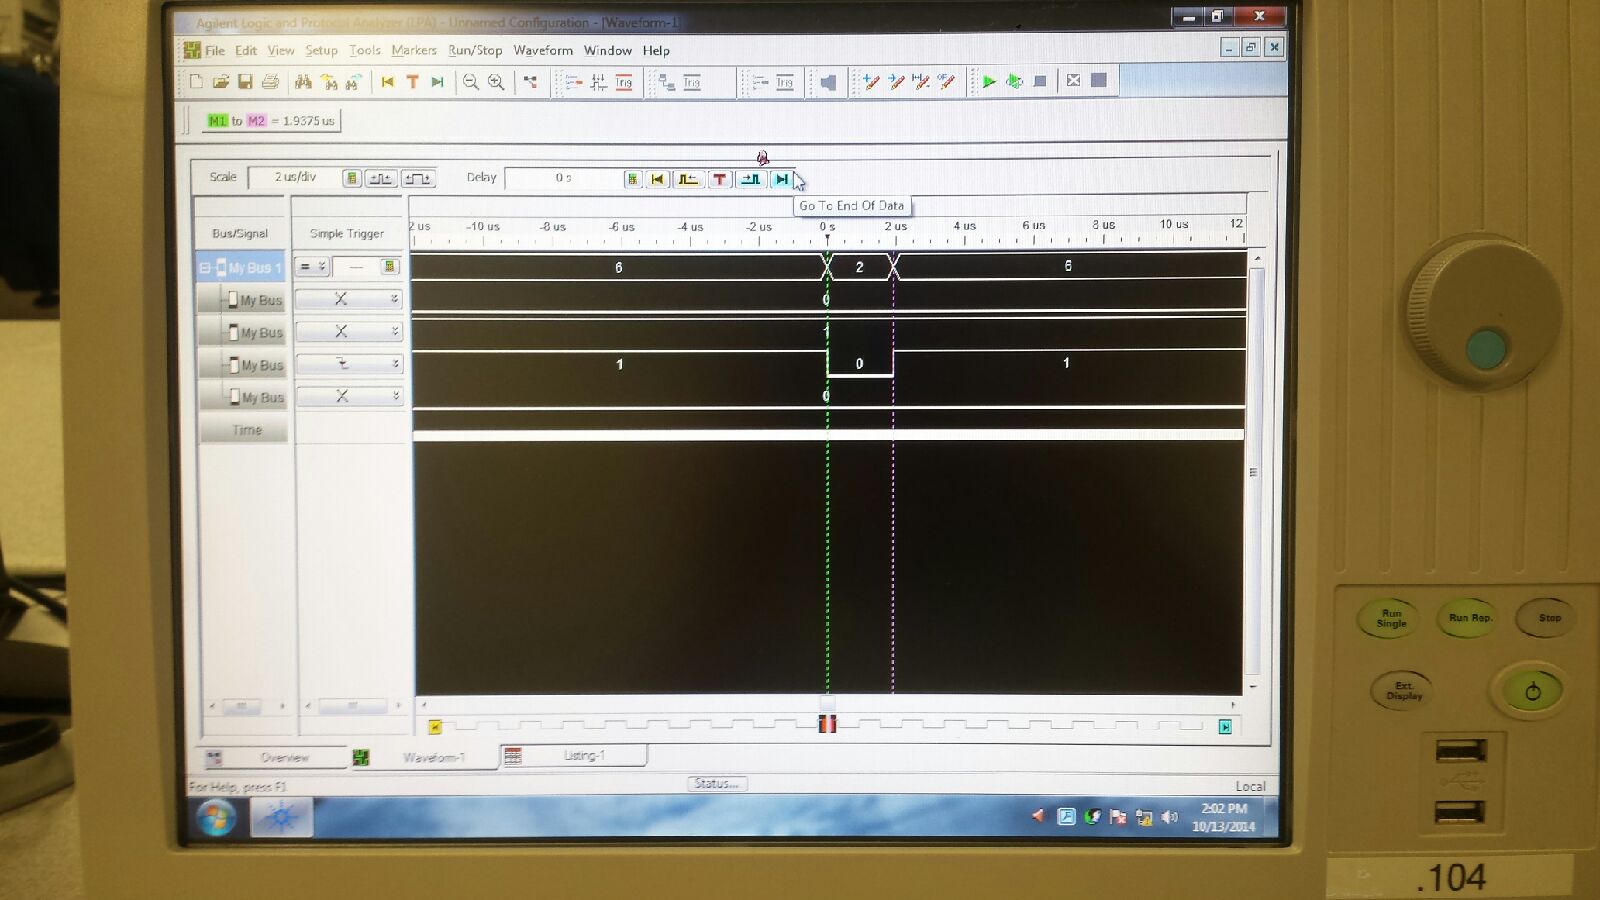 Agilent Logic and Protocol Analyzer (LPA) - Unnamed Configuration - [Waveform-1]
File Edit View Setup Tools Markers Run/Stop Waveform Window Help
T Trig Trig Trig
M1 to M2 = 1.9375 us
Scale 2 us/div Delay 0 s T
Go To End Of Data
Bus/Signal Simple Trigger 2 us -10 us -8 us -6 us -4 us -2 us 0 s 2 us 4 us 6 us 8 us 10 us 12
My Bus 1 = 6 2 6
My Bus X 0
My Bus X 1
My Bus 1 0 1
My Bus X 0
Time
Overview Waveform-1 Listing-1
For Help, press F1 Status... Local
2:02 PM
10/13/2014
Run Single
Run Rep.
Stop
Ext. Display
.104